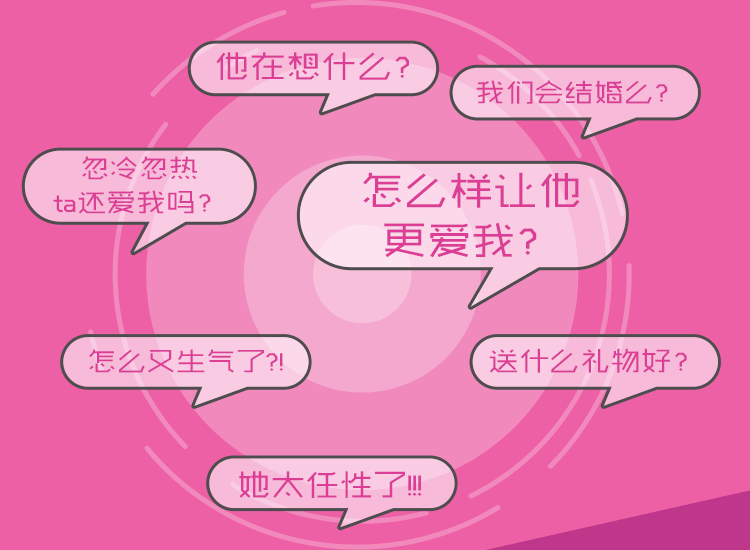 他在想什么?
我们会结婚么?
忽冷忽热
ta还爱我吗?
怎么样让他
更爱我?
怎么又生气了?!
送什么礼物好?
她太任性了!!!